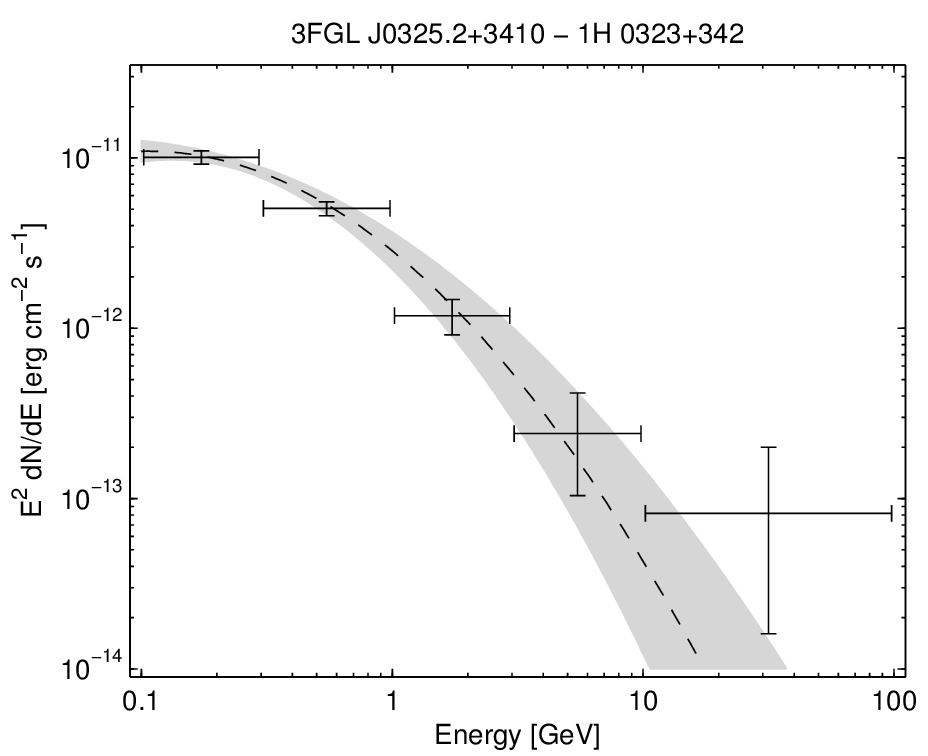 3FGL J0325.2+3410 − 1H 0323+342
E² dN/dE [erg cm⁻² s⁻¹]
10⁻¹¹
10⁻¹²
10⁻¹³
10⁻¹⁴
0.1 1 10 100
Energy [GeV]